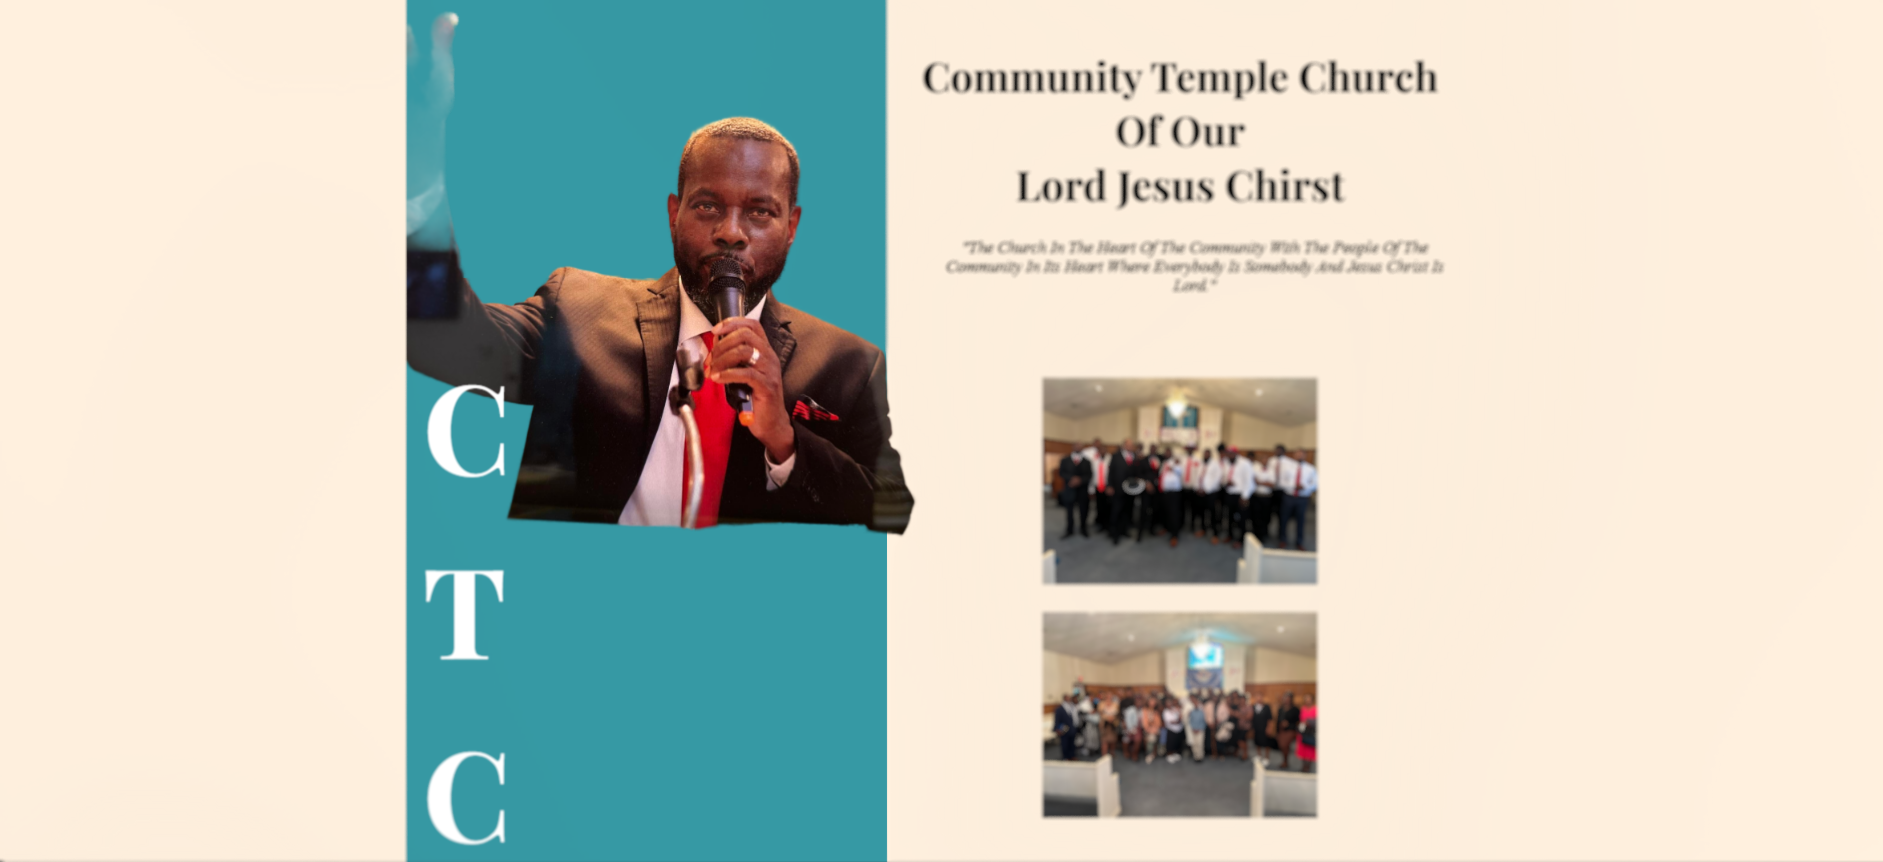 C
T
C
Community Temple Church
Of Our
Lord Jesus Chirst
"The Church In The Heart Of The Community With The People Of The
Community In Its Heart Where Everybody Is Somebody And Jesus Christ Is
Lord."